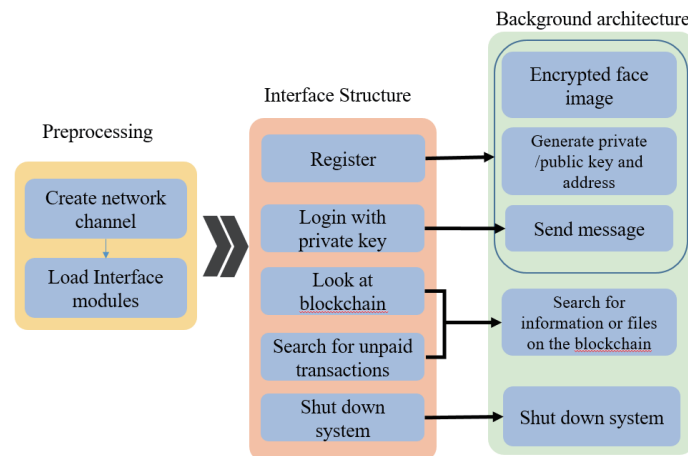 Preprocessing
Create network
channel
Load Interface
modules
Interface Structure
Register
Login with
private key
Look at
blockchain
Search for unpaid
transactions
Shut down
system
Background architecture
Encrypted face
image
Generate private
/public key and
address
Send message
Search for
information or files
on the blockchain
Shut down system